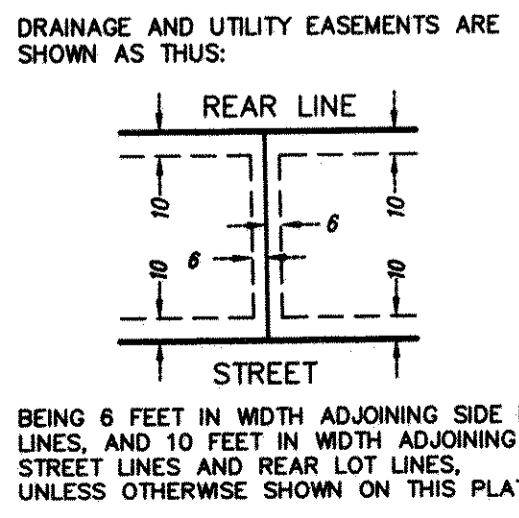 DRAINAGE AND UTILITY EASEMENTS ARE
SHOWN AS THUS:
REAR LINE
10
10
6
6
10
10
STREET
BEING 6 FEET IN WIDTH ADJOINING SIDE
LINES, AND 10 FEET IN WIDTH ADJOINING
STREET LINES AND REAR LOT LINES,
UNLESS OTHERWISE SHOWN ON THIS PLAT